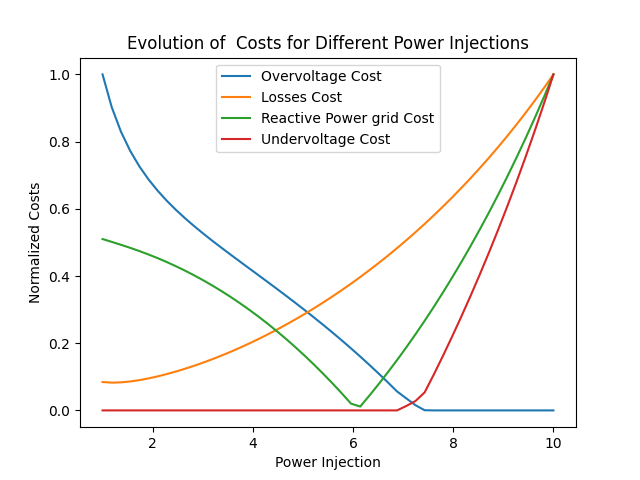 Evolution of  Costs for Different Power Injections
Overvoltage Cost
Losses Cost
Reactive Power grid Cost
Undervoltage Cost
1.0
0.8
0.6
0.4
0.2
0.0
Normalized Costs
2 4 6 8 10
Power Injection